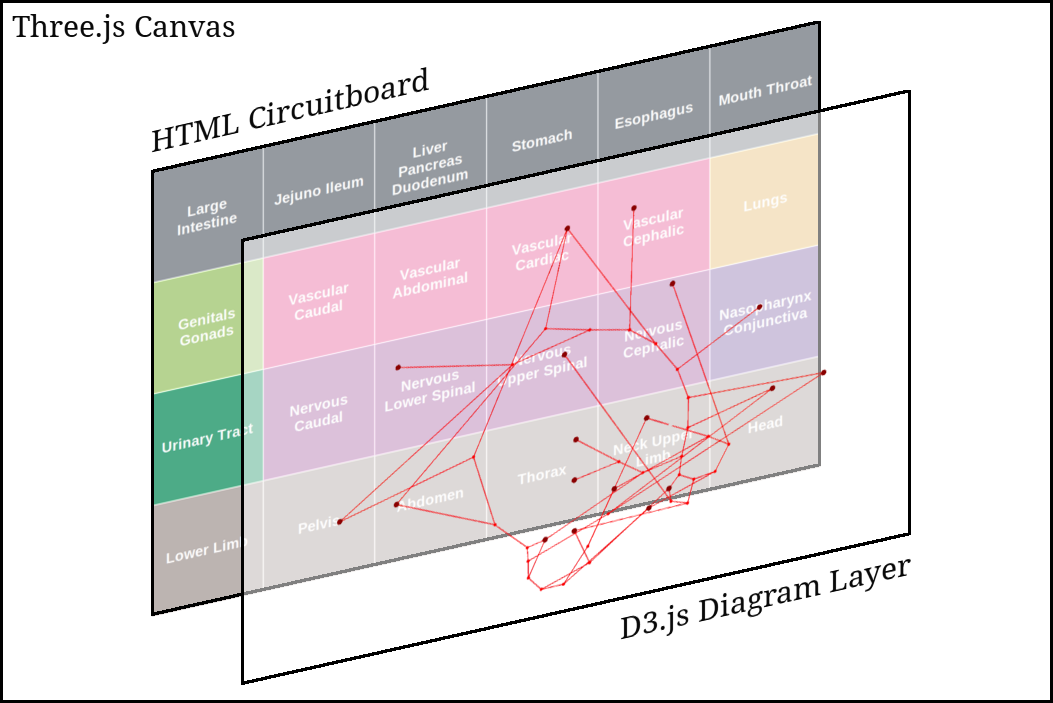 Three.js Canvas
HTML Circuitboard
Large
Intestine
Jejuno Ileum
Liver
Pancreas
Duodenum
Stomach
Esophagus
Mouth Throat
Genitals
Gonads
Vascular
Caudal
Vascular
Abdominal
Vascular
Cardiac
Vascular
Cephalic
Lungs
Urinary Tract
Nervous
Caudal
Nervous
Lower Spinal
Nervous
Upper Spinal
Nervous
Cephalic
Nasopharynx
Conjunctiva
Lower Limb
Pelvis
Abdomen
Thorax
Neck Upper
Limb
Head
D3.js Diagram Layer